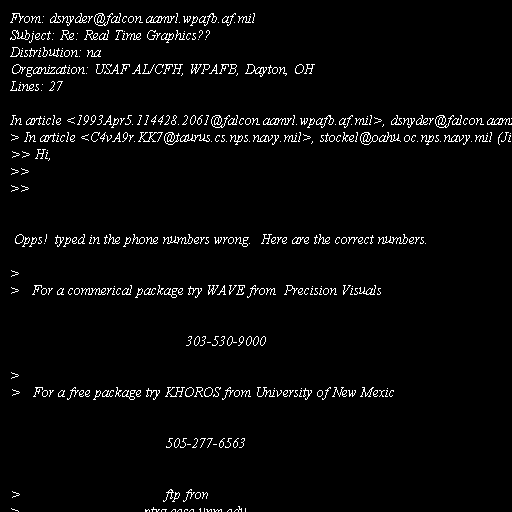 From: dsnyder@falcon.aamrl.wpafb.af.mil
Subject: Re: Real Time Graphics??
Distribution: na
Organization: USAF AL/CFH, WPAFB, Dayton, OH
Lines: 27
In article <1993Apr5.114428.2061@falcon.aamrl.wpafb.af.mil>, dsnyder@falcon.aam
> In article <C4vA9r.KK7@taurus.cs.nps.navy.mil>, stockel@oahu.oc.nps.navy.mil (Ji
>> Hi,
>>
>>
Opps!  typed in the phone numbers wrong.  Here are the correct numbers.
>
>   For a commerical package try WAVE from  Precision Visuals
303-530-9000
>
>   For a free package try KHOROS from University of New Mexic
505-277-6563
>   ftp fron
>